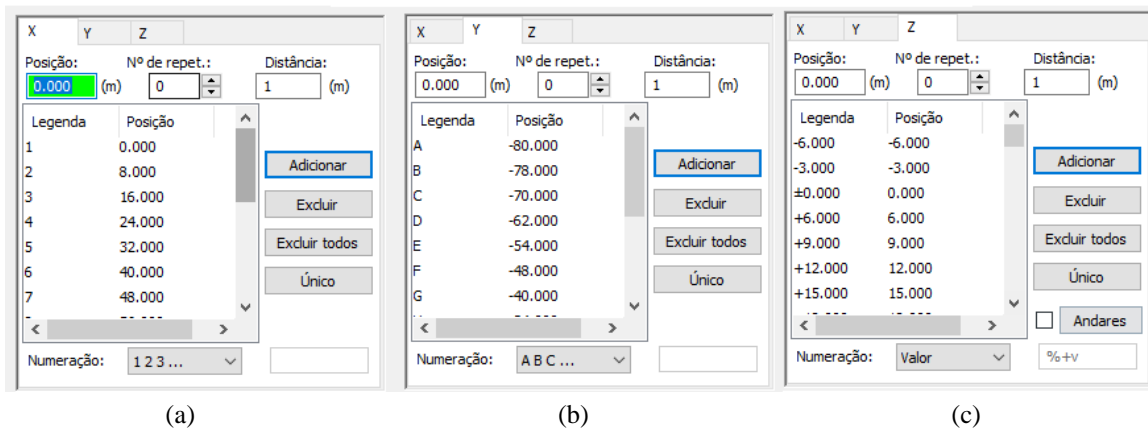 X Y Z
Posição: Nº de repet.: Distância:
0.000 (m) 0 1 (m)
Legenda Posição
1 0.000
2 8.000
3 16.000
4 24.000
5 32.000
6 40.000
7 48.000
Adicionar
Excluir
Excluir todos
Único
Numeração: 1 2 3 ...
(a)
X Y Z
Posição: Nº de repet.: Distância:
0.000 (m) 0 1 (m)
Legenda Posição
A -80.000
B -78.000
C -70.000
D -62.000
E -54.000
F -48.000
G -40.000
Adicionar
Excluir
Excluir todos
Único
Numeração: A B C ...
(b)
X Y Z
Posição: Nº de repet.: Distância:
0.000 (m) 0 1 (m)
Legenda Posição
-6.000 -6.000
-3.000 -3.000
±0.000 0.000
+6.000 6.000
+9.000 9.000
+12.000 12.000
+15.000 15.000
Adicionar
Excluir
Excluir todos
Único
Andares
Numeração: Valor %+v
(c)